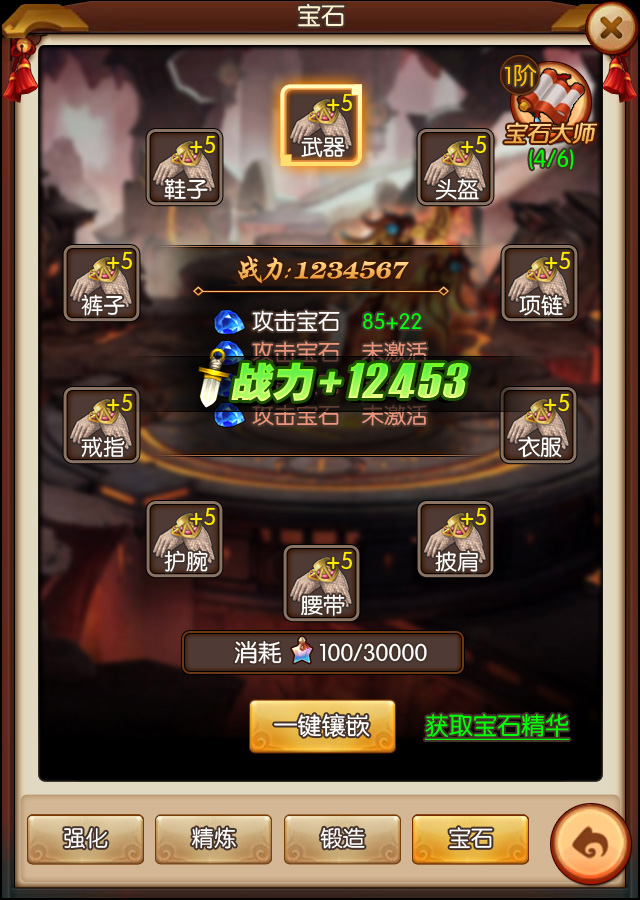 宝石
1阶
宝石大师
(4/6)
+5
武器
+5
鞋子
+5
头盔
+5
裤子
+5
项链
战力:1234567
攻击宝石 85+22
攻击宝石 未激活
战力+12453
攻击宝石 未激活
+5
戒指
+5
衣服
+5
护腕
+5
腰带
+5
披肩
消耗 100/30000
一键镶嵌
获取宝石精华
强化
精炼
锻造
宝石